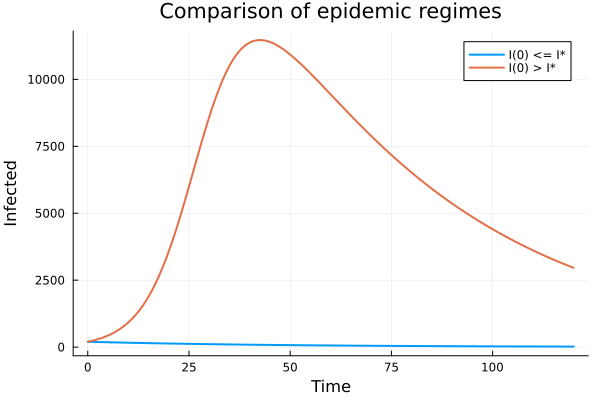 Comparison of epidemic regimes
I(0) <= I*
I(0) > I*
10000
7500
5000
2500
0
Infected
0 25 50 75 100
Time